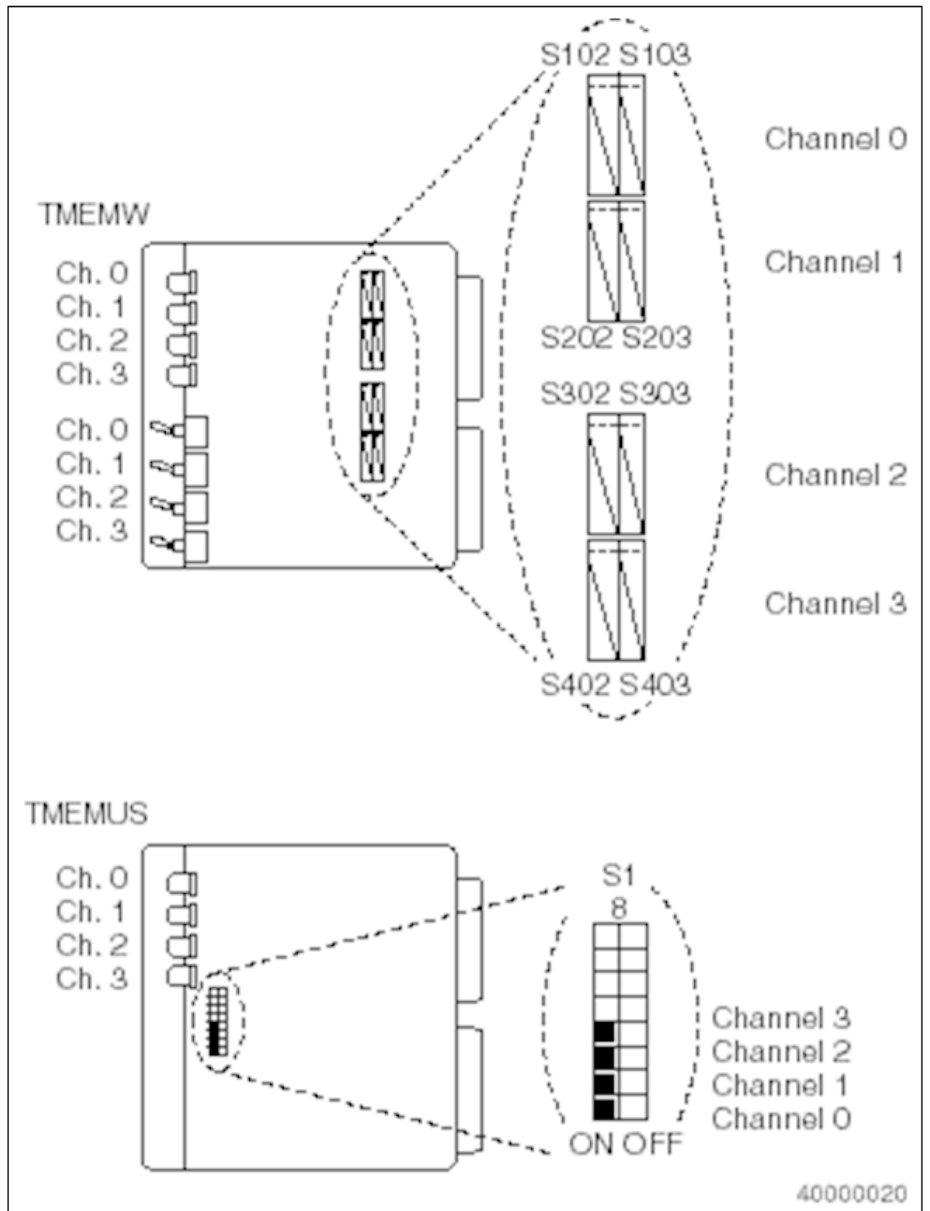 S102 S103
Channel 0
Channel 1
S202 S203
S302 S303
Channel 2
Channel 3
S402 S403
TMEMW
Ch. 0
Ch. 1
Ch. 2
Ch. 3
Ch. 0
Ch. 1
Ch. 2
Ch. 3
TMEMUS
Ch. 0
Ch. 1
Ch. 2
Ch. 3
S1
8
Channel 3
Channel 2
Channel 1
Channel 0
ON OFF
40000020